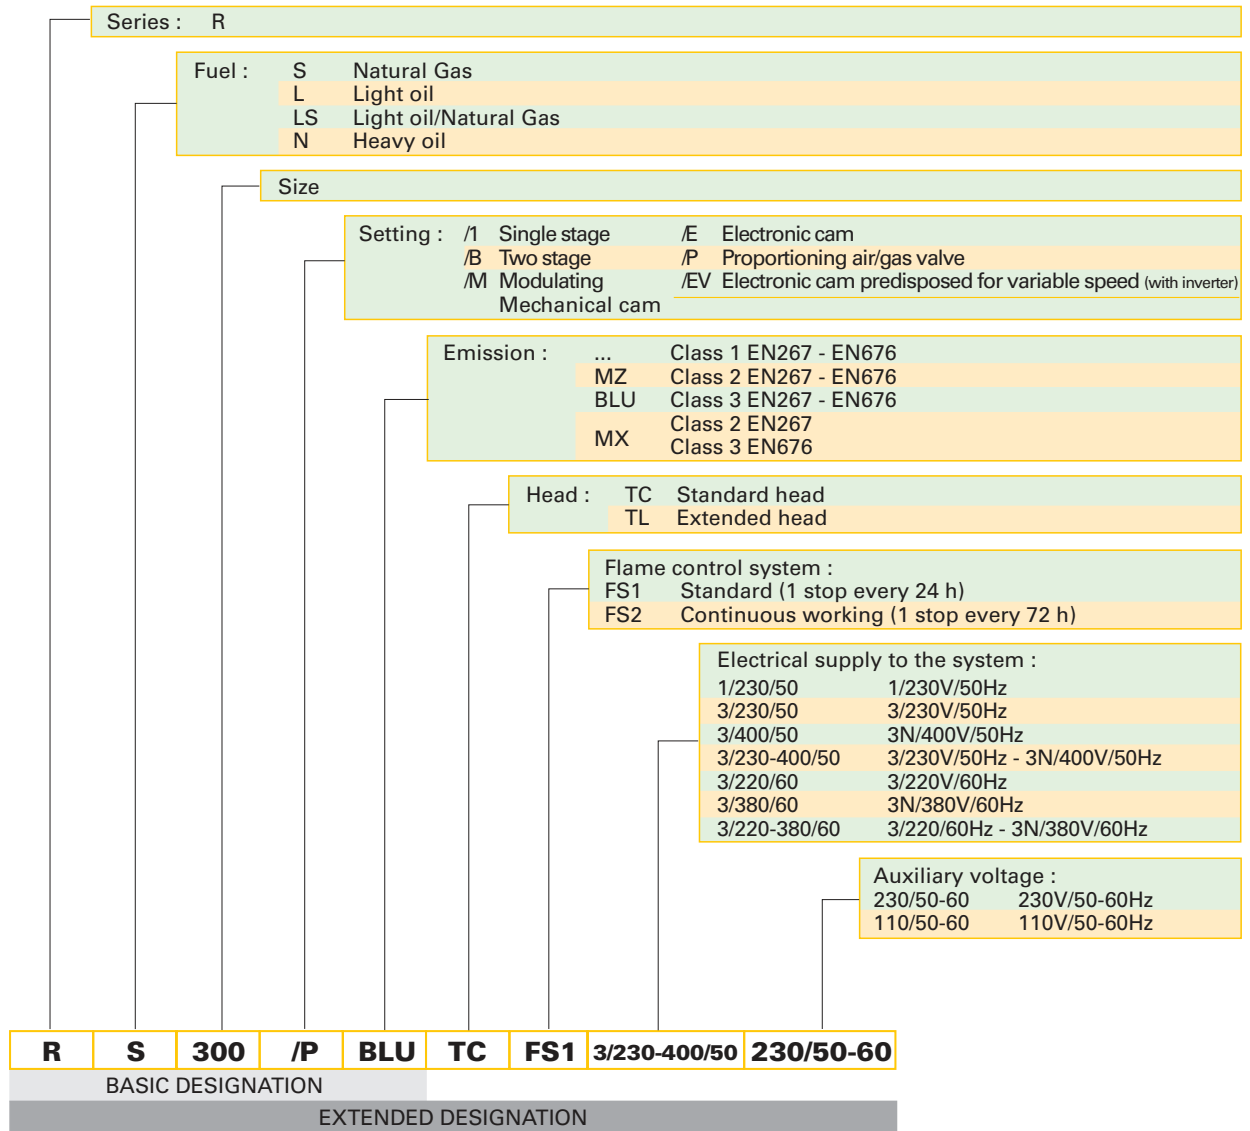 Series : R
Fuel : S Natural Gas
L Light oil
LS Light oil/Natural Gas
N Heavy oil
Size
Setting : /1 Single stage /E Electronic cam
/B Two stage /P Proportioning air/gas valve
/M Modulating /EV Electronic cam predisposed for variable speed (with inverter)
Mechanical cam
Emission : ... Class 1 EN267 - EN676
MZ Class 2 EN267 - EN676
BLU Class 3 EN267 - EN676
MX Class 2 EN267
Class 3 EN676
Head : TC Standard head
TL Extended head
Flame control system :
FS1 Standard (1 stop every 24 h)
FS2 Continuous working (1 stop every 72 h)
Electrical supply to the system :
1/230/50 1/230V/50Hz
3/230/50 3/230V/50Hz
3/400/50 3N/400V/50Hz
3/230-400/50 3/230V/50Hz - 3N/400V/50Hz
3/220/60 3/220V/60Hz
3/380/60 3N/380V/60Hz
3/220-380/60 3/220/60Hz - 3N/380V/60Hz
Auxiliary voltage :
230/50-60 230V/50-60Hz
110/50-60 110V/50-60Hz
R S 300 /P BLU TC FS1 3/230-400/50 230/50-60
BASIC DESIGNATION
EXTENDED DESIGNATION